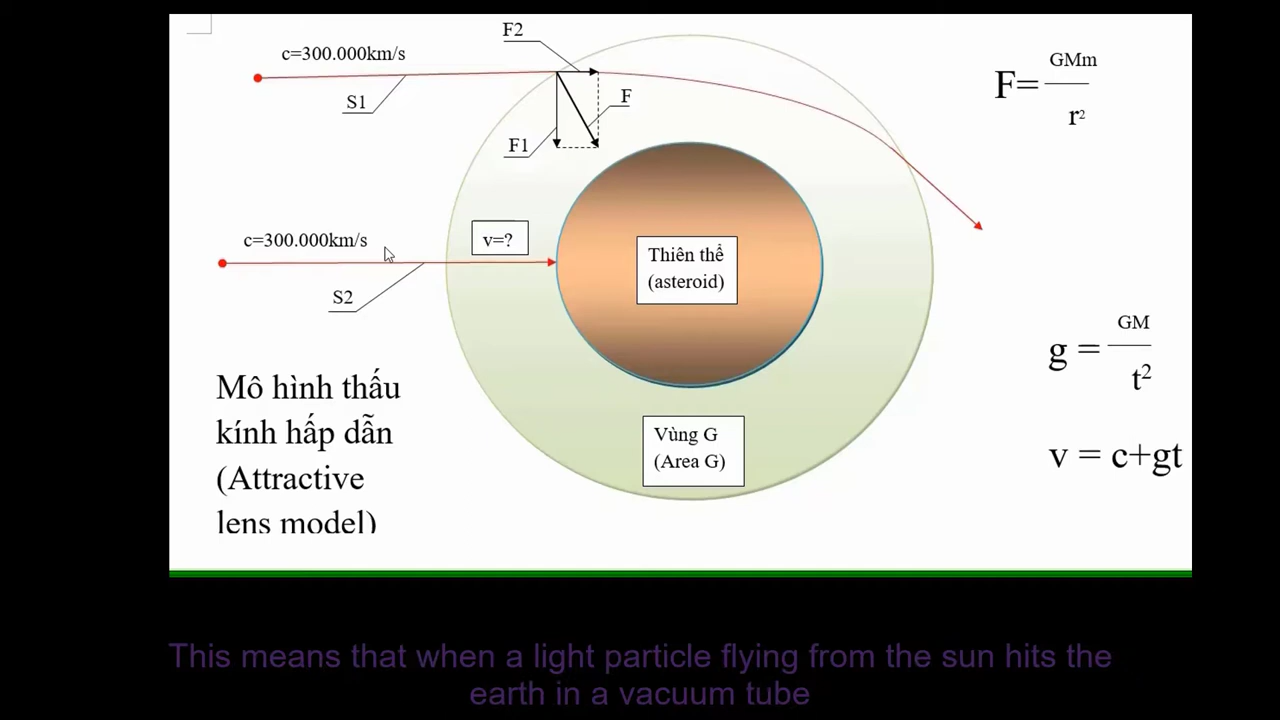 F2
c=300.000km/s
S1
F
F1
F=
GMm
r²
c=300.000km/s
v=?
S2
Thiên thể
(asteroid)
g =
GM
t²
Mô hình thấu
kính hấp dẫn
(Attractive
lens model)
Vùng G
(Area G)
v = c+gt
This means that when a light particle flying from the sun hits the
earth in a vacuum tube